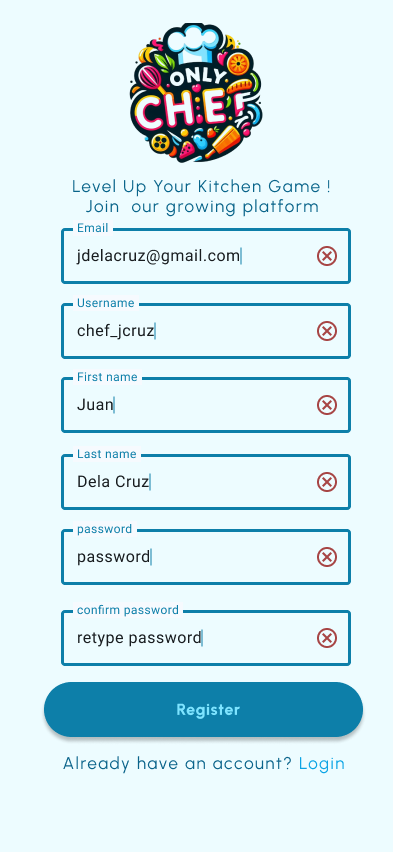 ONLY
CHEF
Level Up Your Kitchen Game !
Join our growing platform
Email
jdelacruz@gmail.com
Username
chef_jcruz
First name
Juan
Last name
Dela Cruz
password
password
confirm password
retype password
Register
Already have an account? Login